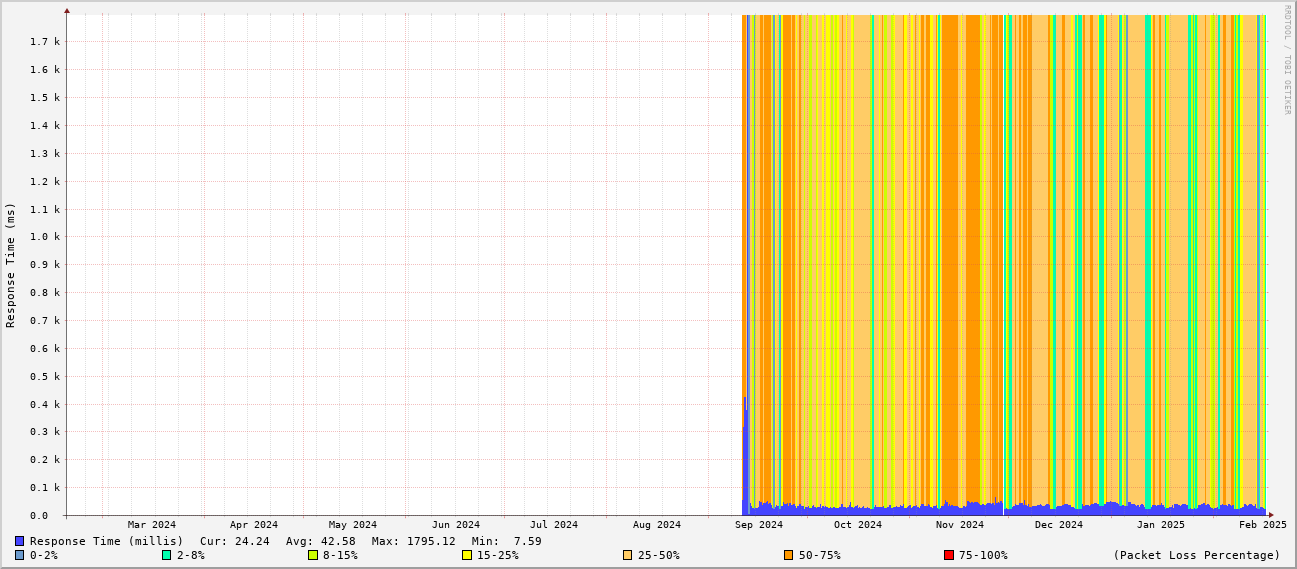 RRDTOOL / TOBI OETIKER
Response Time (ms)
1.7 k
1.6 k
1.5 k
1.4 k
1.3 k
1.2 k
1.1 k
1.0 k
0.9 k
0.8 k
0.7 k
0.6 k
0.5 k
0.4 k
0.3 k
0.2 k
0.1 k
0.0
Mar 2024 Apr 2024 May 2024 Jun 2024 Jul 2024 Aug 2024 Sep 2024 Oct 2024 Nov 2024 Dec 2024 Jan 2025 Feb 2025
Response Time (millis) Cur: 24.24 Avg: 42.58 Max: 1795.12 Min: 7.59
0-2% 2-8% 8-15% 15-25% 25-50% 50-75% 75-100% (Packet Loss Percentage)